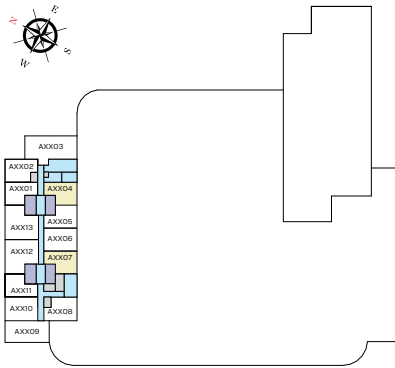 E
N
S
W
AXX03
AXX02
AXX01 AXX04
AXX05
AXX13
AXX06
AXX12
AXX07
AXX11
AXX10 AXX08
AXX09